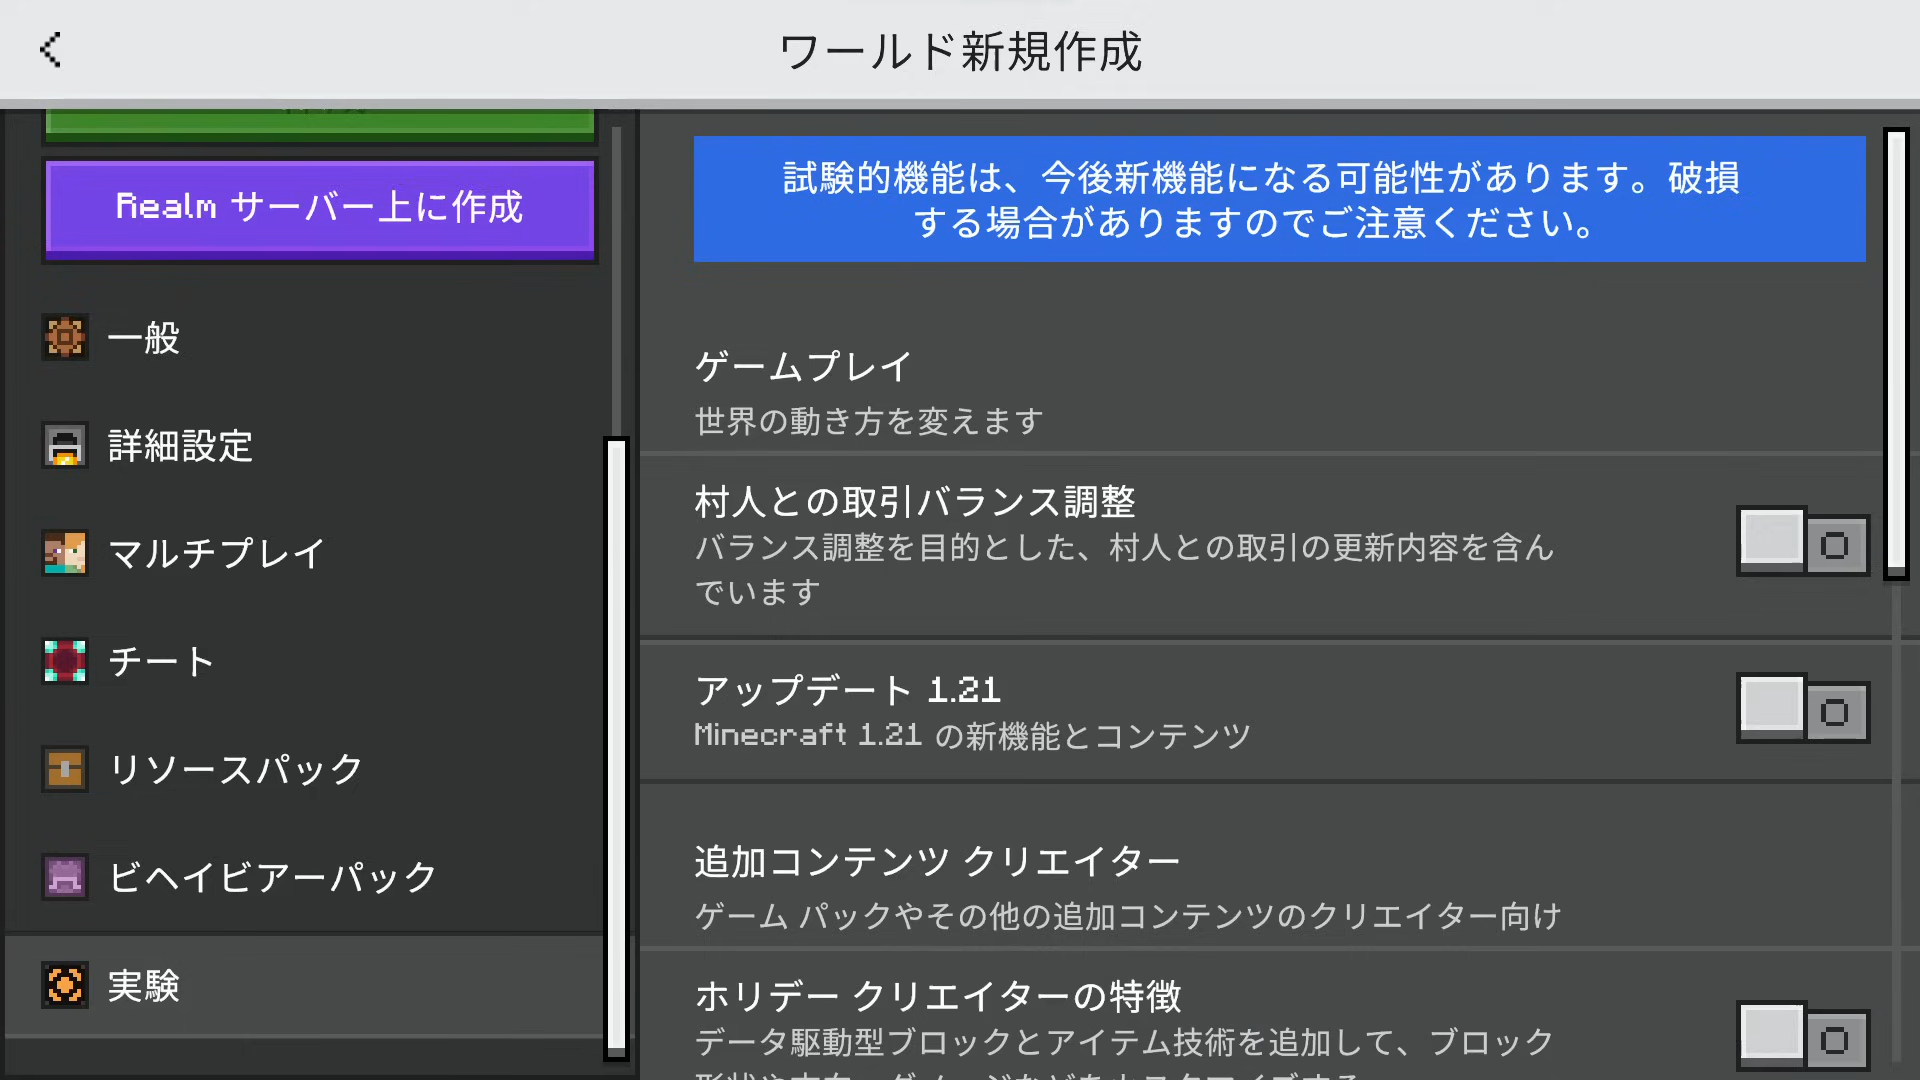 ワールド新規作成
Realm サーバー上に作成
一般
詳細設定
マルチプレイ
チート
リソースパック
ビヘイビアーパック
実験
試験的機能は、今後新機能になる可能性があります。破損
する場合がありますのでご注意ください。
ゲームプレイ
世界の動き方を変えます
村人との取引バランス調整
バランス調整を目的とした、村人との取引の更新内容を含ん
でいます
アップデート 1.21
Minecraft 1.21 の新機能とコンテンツ
追加コンテンツ クリエイター
ゲーム パックやその他の追加コンテンツのクリエイター向け
ホリデー クリエイターの特徴
データ駆動型ブロックとアイテム技術を追加して、ブロック